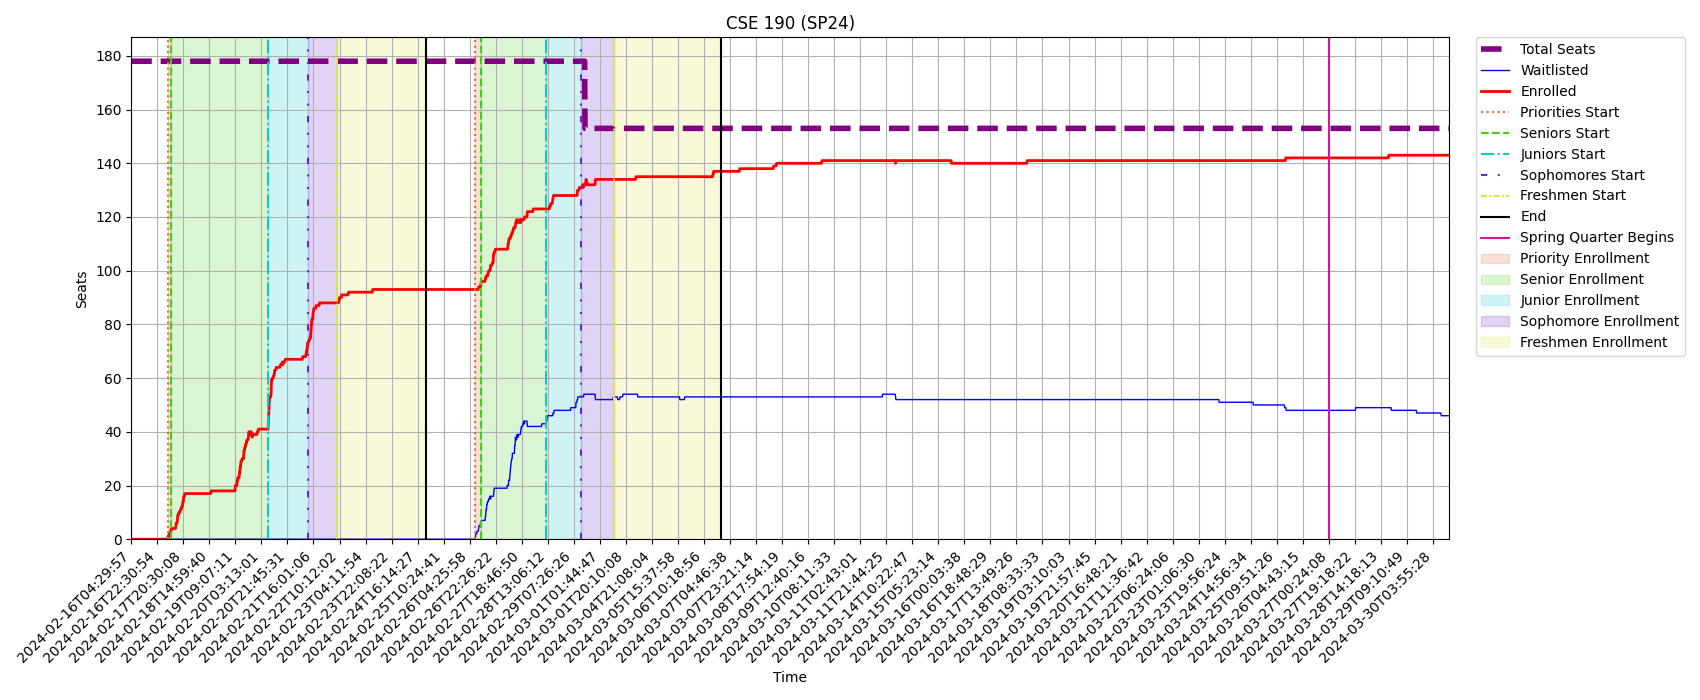 CSE 190 (SP24)
Seats
180
160
140
120
100
80
60
40
20
0
2024-02-16T04:29:57
2024-02-16T22:30:54
2024-02-17T20:30:08
2024-02-18T14:59:40
2024-02-19T09:07:11
2024-02-20T03:13:01
2024-02-20T21:45:31
2024-02-21T16:01:06
2024-02-22T10:12:02
2024-02-23T04:11:54
2024-02-23T22:08:22
2024-02-24T16:14:27
2024-02-25T10:24:41
2024-02-26T04:25:58
2024-02-26T22:26:22
2024-02-27T18:46:50
2024-02-28T13:06:12
2024-02-29T07:26:26
2024-03-01T01:44:47
2024-03-01T20:10:08
2024-03-04T21:08:04
2024-03-05T15:37:58
2024-03-06T10:18:56
2024-03-07T04:46:38
2024-03-07T23:21:14
2024-03-08T17:54:19
2024-03-09T12:40:16
2024-03-10T08:11:33
2024-03-11T02:43:01
2024-03-11T21:44:25
2024-03-14T10:22:47
2024-03-15T05:23:14
2024-03-16T00:03:38
2024-03-16T18:48:29
2024-03-17T13:49:26
2024-03-18T08:33:33
2024-03-19T03:10:03
2024-03-19T21:57:45
2024-03-20T16:48:21
2024-03-21T11:36:42
2024-03-22T06:24:06
2024-03-23T01:06:30
2024-03-23T19:56:24
2024-03-24T14:56:34
2024-03-25T09:51:26
2024-03-26T04:43:15
2024-03-27T00:24:08
2024-03-27T19:18:22
2024-03-28T14:18:13
2024-03-29T09:10:49
2024-03-30T03:55:28
Time
Total Seats
Waitlisted
Enrolled
Priorities Start
Seniors Start
Juniors Start
Sophomores Start
Freshmen Start
End
Spring Quarter Begins
Priority Enrollment
Senior Enrollment
Junior Enrollment
Sophomore Enrollment
Freshmen Enrollment